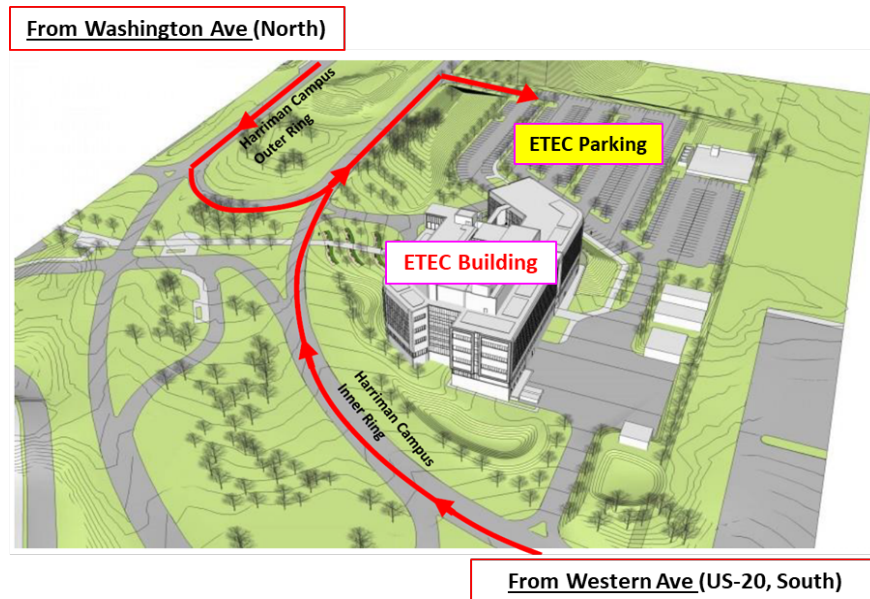 From Washington Ave (North)
Harriman Campus
Outer Ring
ETEC Parking
ETEC Building
Harriman Campus
Inner Ring
From Western Ave (US-20, South)